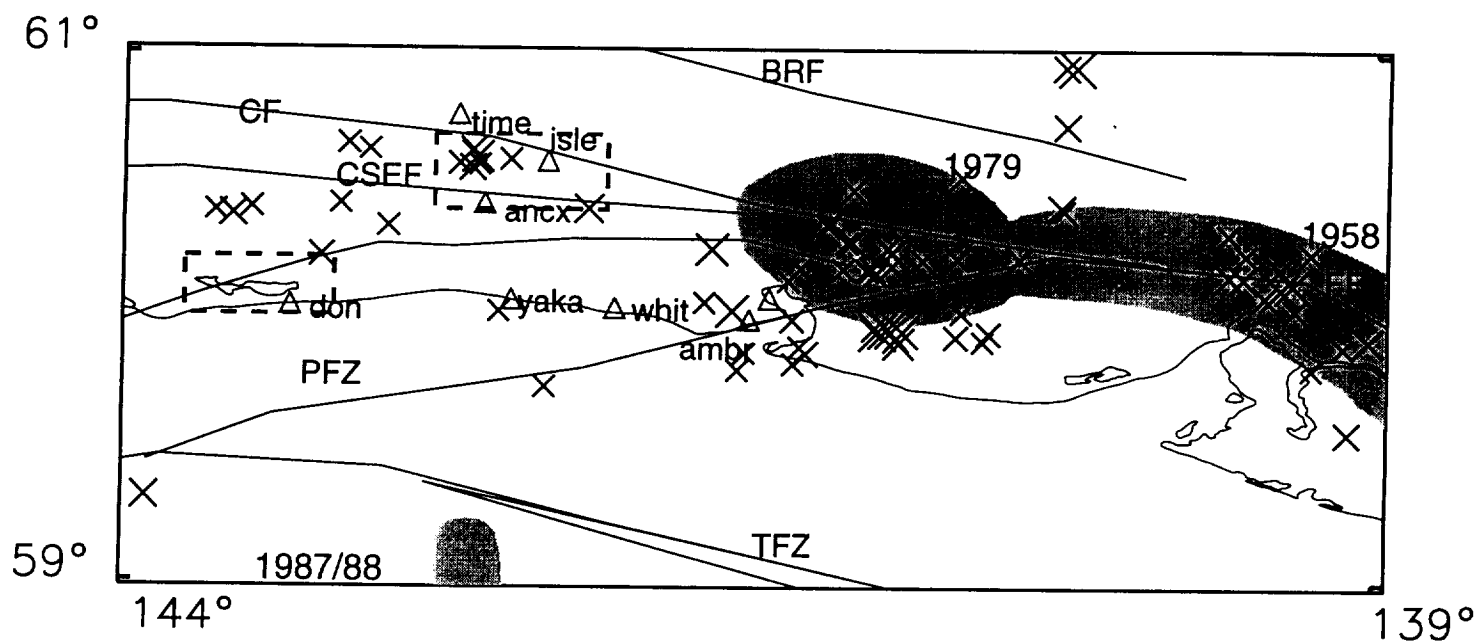 61°
BRF
CF
time
isle
CSEF
1979
ancx
1958
don
yaka
whit
ambr
PFZ
TFZ
59°
1987/88
144°
139°